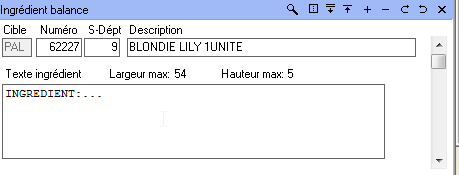 Ingrédient balance
Cible Numéro S-Dépt Description
PAL 62227 9 BLONDIE LILY 1UNITE
Texte ingrédient Largeur max: 54 Hauteur max: 5
INGREDIENT:...